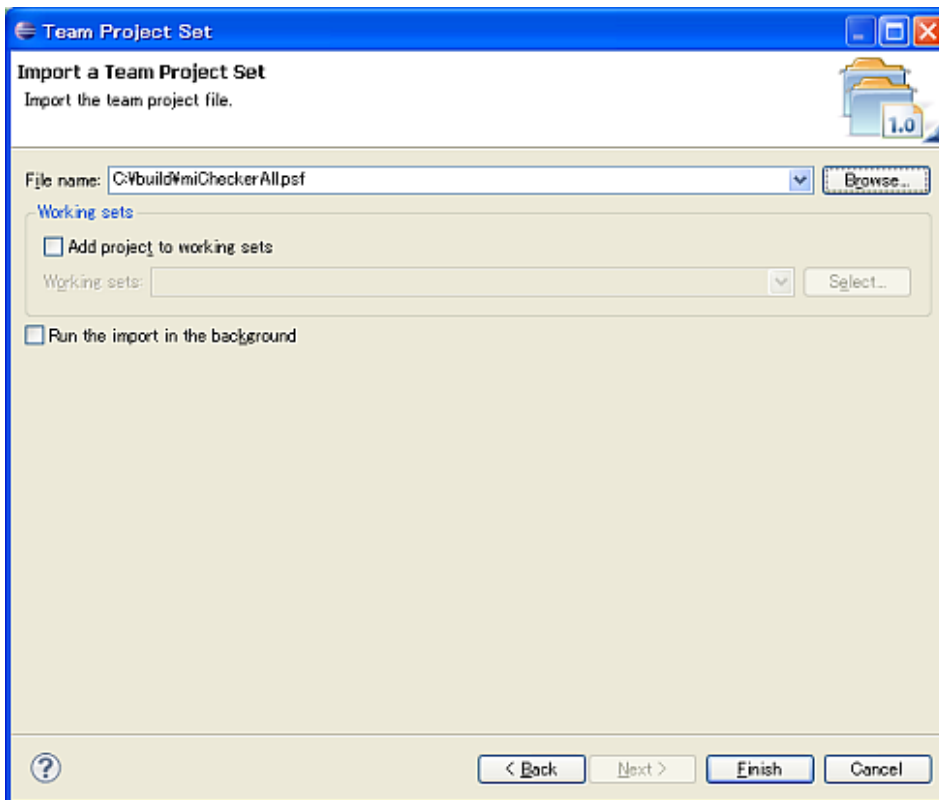 Team Project Set
Import a Team Project Set
Import the team project file.
1.0
File name: C:¥build¥miCheckerAll.psf Browse...
Working sets
Add project to working sets
Working sets: Select...
Run the import in the background
? < Back Next > Finish Cancel